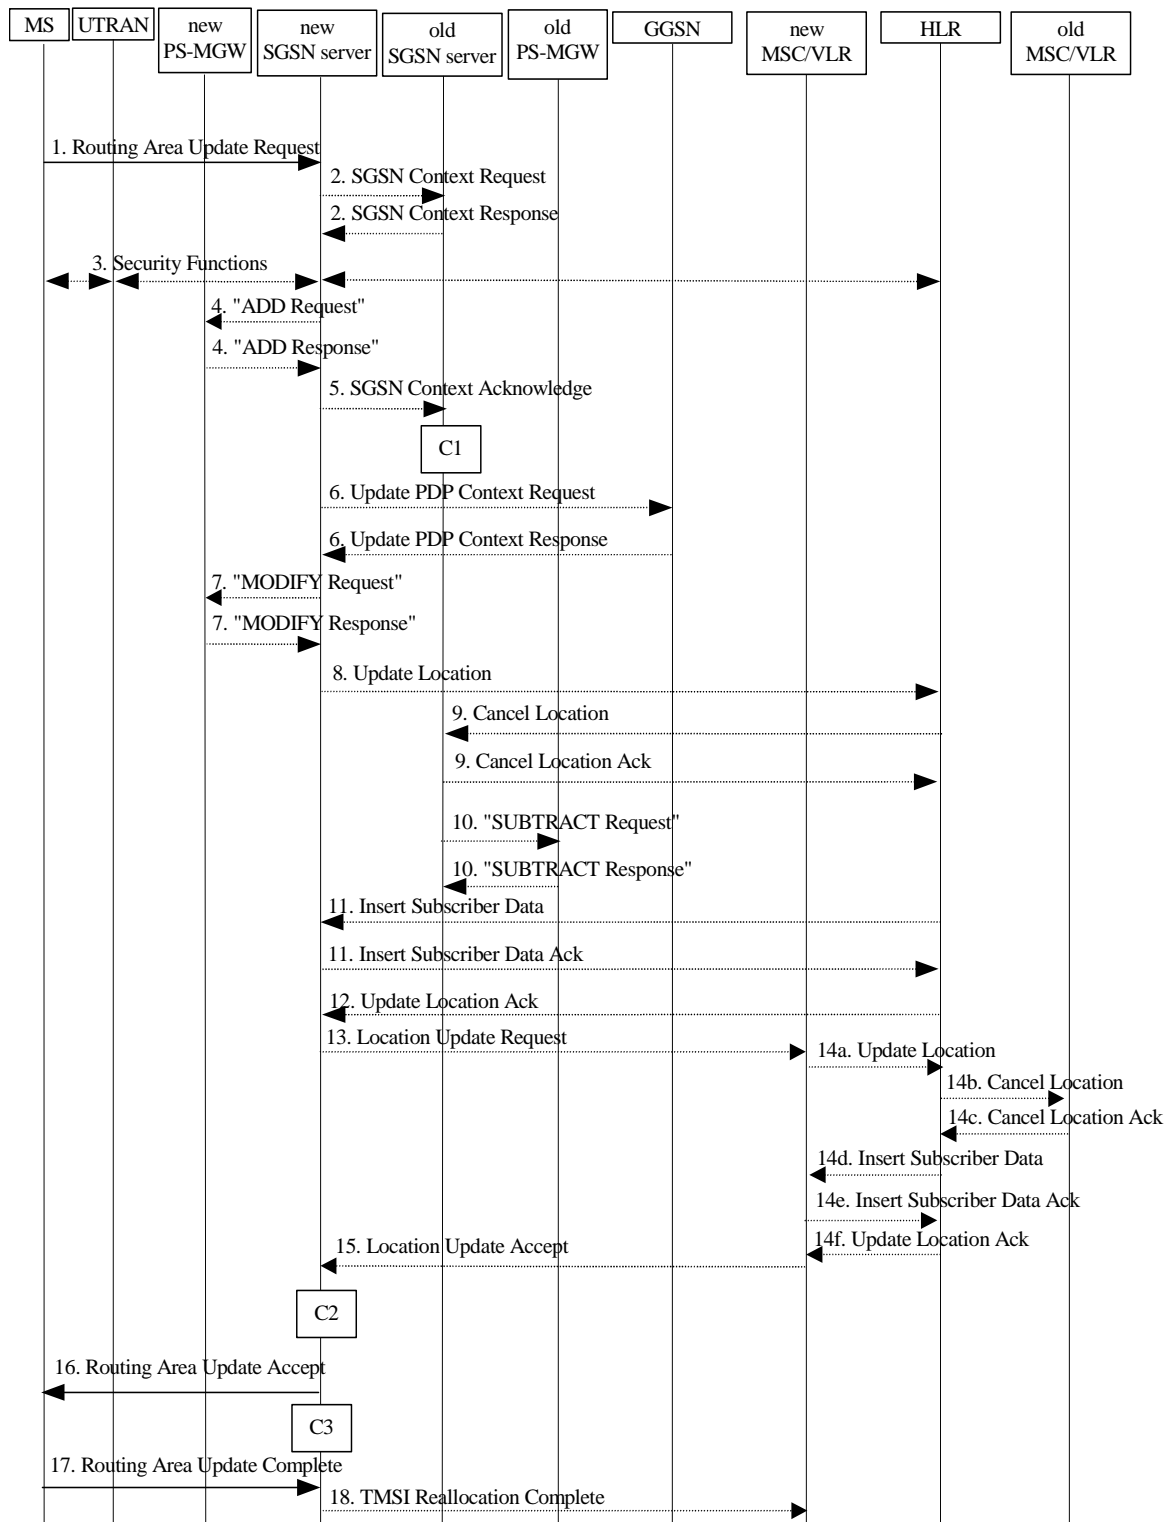 MS
UTRAN
new
PS-MGW
new
SGSN server
old
SGSN server
old
PS-MGW
GGSN
new
MSC/VLR
HLR
old
MSC/VLR
1. Routing Area Update Request
2. SGSN Context Request
2. SGSN Context Response
3. Security Functions
4. "ADD Request"
4. "ADD Response"
5. SGSN Context Acknowledge
C1
6. Update PDP Context Request
6. Update PDP Context Response
7. "MODIFY Request"
7. "MODIFY Response"
8. Update Location
9. Cancel Location
9. Cancel Location Ack
10. "SUBTRACT Request"
10. "SUBTRACT Response"
11. Insert Subscriber Data
11. Insert Subscriber Data Ack
12. Update Location Ack
13. Location Update Request
14a. Update Location
14b. Cancel Location
14c. Cancel Location Ack
14d. Insert Subscriber Data
14e. Insert Subscriber Data Ack
14f. Update Location Ack
15. Location Update Accept
C2
16. Routing Area Update Accept
C3
17. Routing Area Update Complete
18. TMSI Reallocation Complete